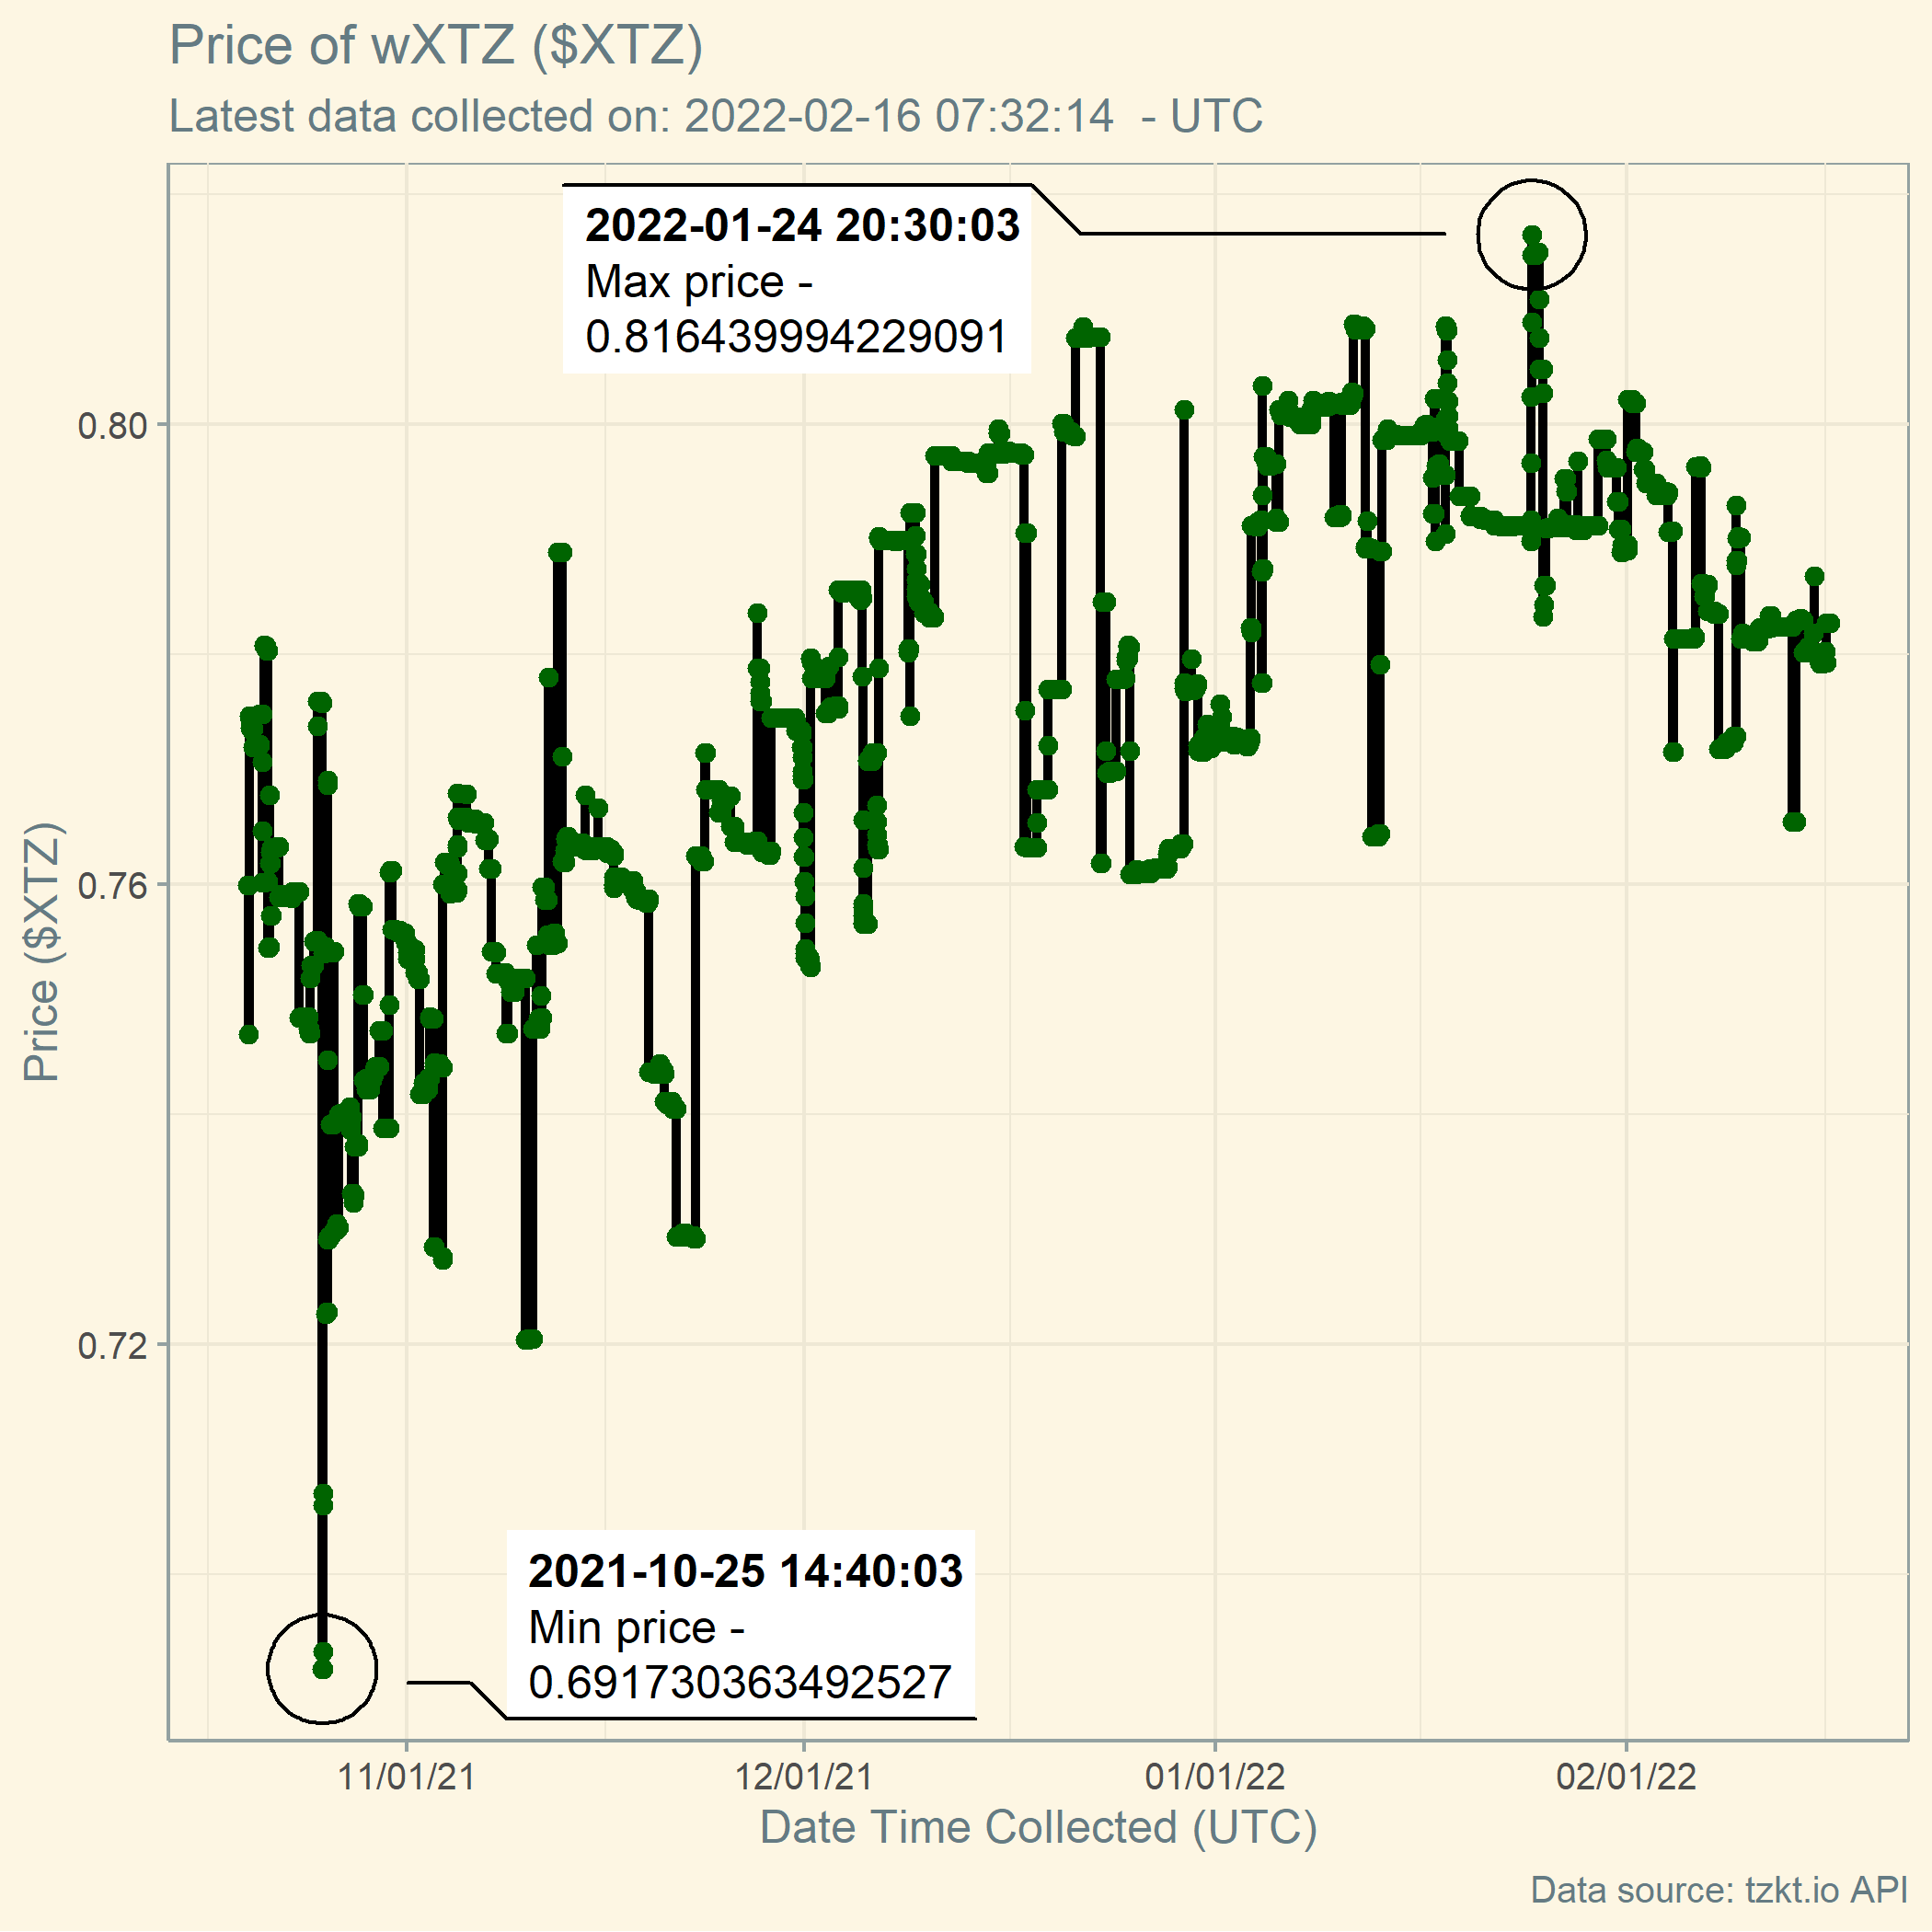 Price of wXTZ ($XTZ)
Latest data collected on: 2022-02-16 07:32:14  - UTC
2022-01-24 20:30:03
Max price -
0.8164399994229091
0.80
0.76
0.72
Price ($XTZ)
2021-10-25 14:40:03
Min price -
0.691730363492527
11/01/21
12/01/21
01/01/22
02/01/22
Date Time Collected (UTC)
Data source: tzkt.io API